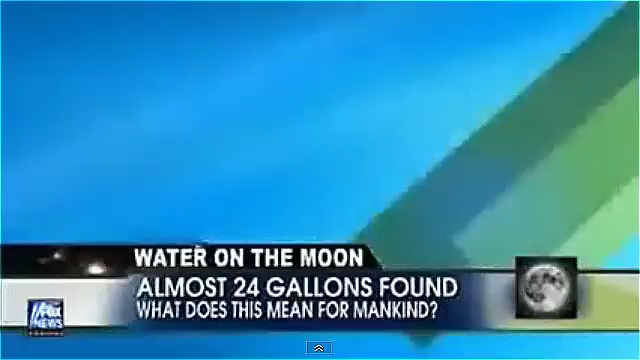 WATER ON THE MOON
ALMOST 24 GALLONS FOUND
WHAT DOES THIS MEAN FOR MANKIND?
FOX
NEWS